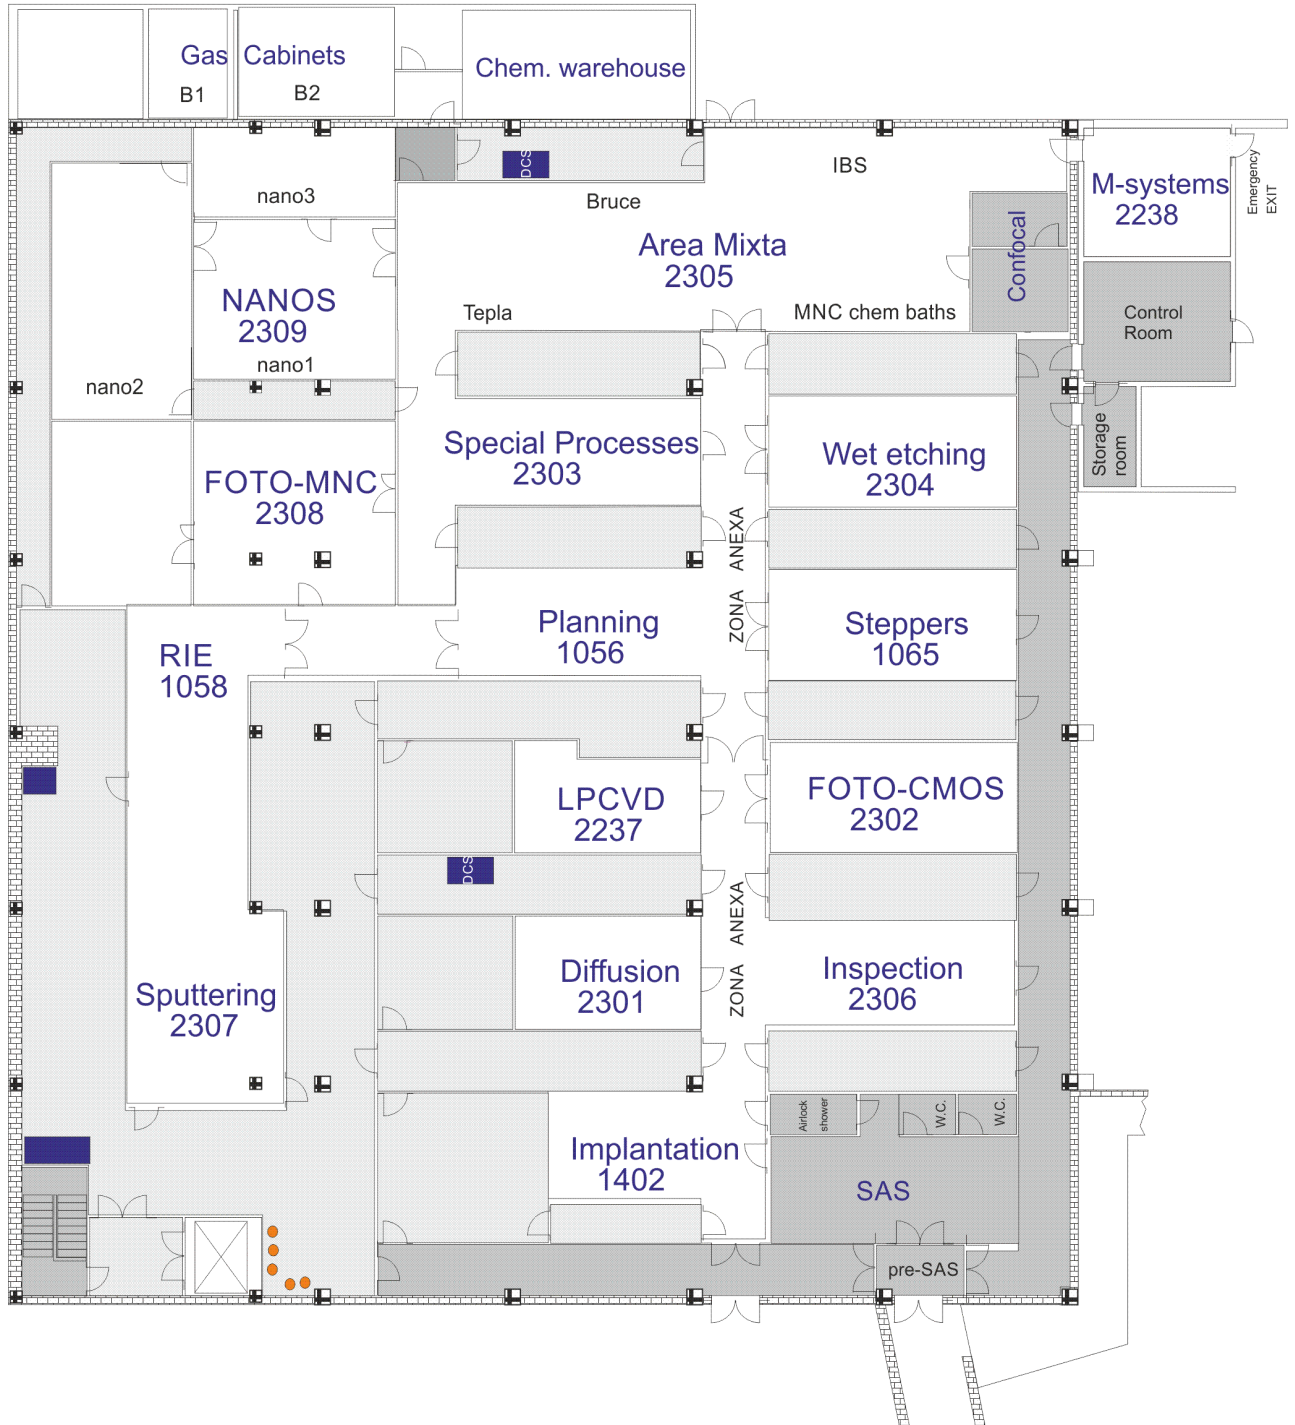 Gas Cabinets
B1
B2
Chem. warehouse
DCS
IBS
Emergency
EXIT
M-systems
2238
nano3
Bruce
Area Mixta
2305
Confocal
NANOS
2309
nano1
nano2
Tepla
MNC chem baths
Control
Room
Storage
room
Special Processes
2303
Wet etching
2304
FOTO-MNC
2308
ZONA ANEXA
Planning
1056
Steppers
1065
RIE
1058
LPCVD
2237
FOTO-CMOS
2302
DCS
ZONA ANEXA
Diffusion
2301
Inspection
2306
Sputtering
2307
Airlock
shower
W.C.
W.C.
Implantation
1402
SAS
pre-SAS